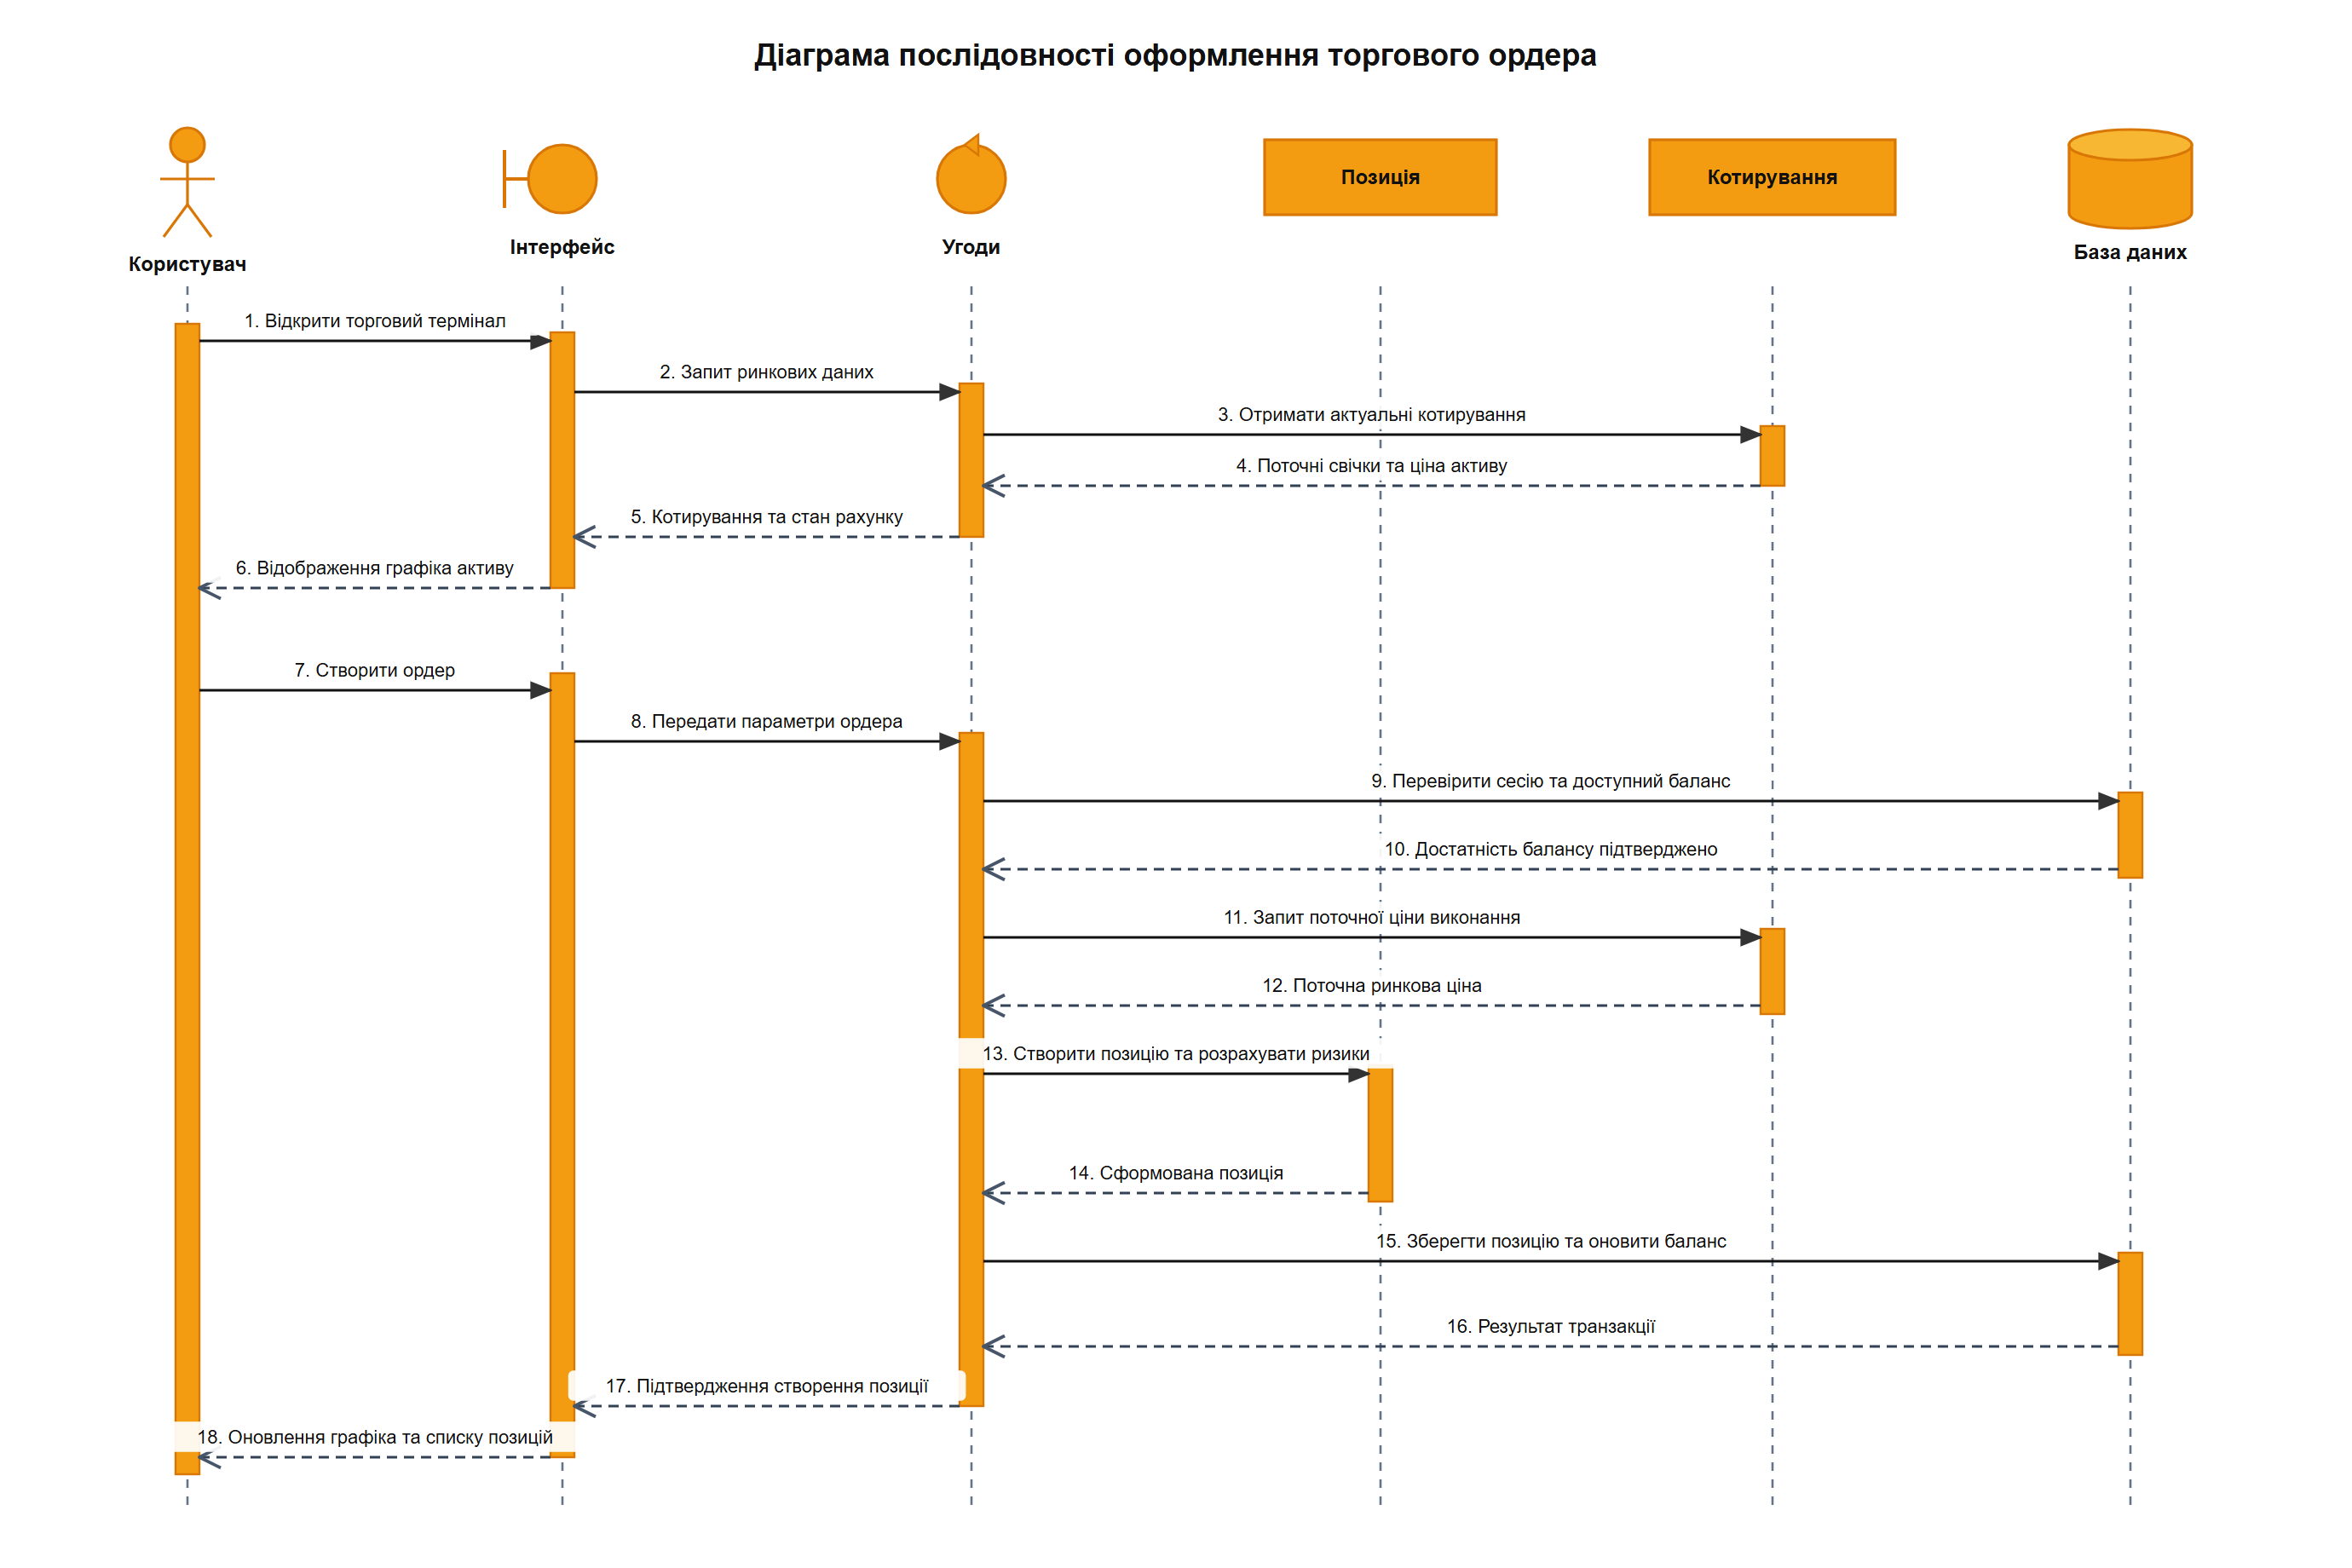 Діаграма послідовності оформлення торгового ордера
Користувач
Інтерфейс
Угоди
Позиція
Котирування
База даних
1. Відкрити торговий термінал
2. Запит ринкових даних
3. Отримати актуальні котирування
4. Поточні свічки та ціна активу
5. Котирування та стан рахунку
6. Відображення графіка активу
7. Створити ордер
8. Передати параметри ордера
9. Перевірити сесію та доступний баланс
10. Достатність балансу підтверджено
11. Запит поточної ціни виконання
12. Поточна ринкова ціна
13. Створити позицію та розрахувати ризики
14. Сформована позиція
15. Зберегти позицію та оновити баланс
16. Результат транзакції
17. Підтвердження створення позиції
18. Оновлення графіка та списку позицій